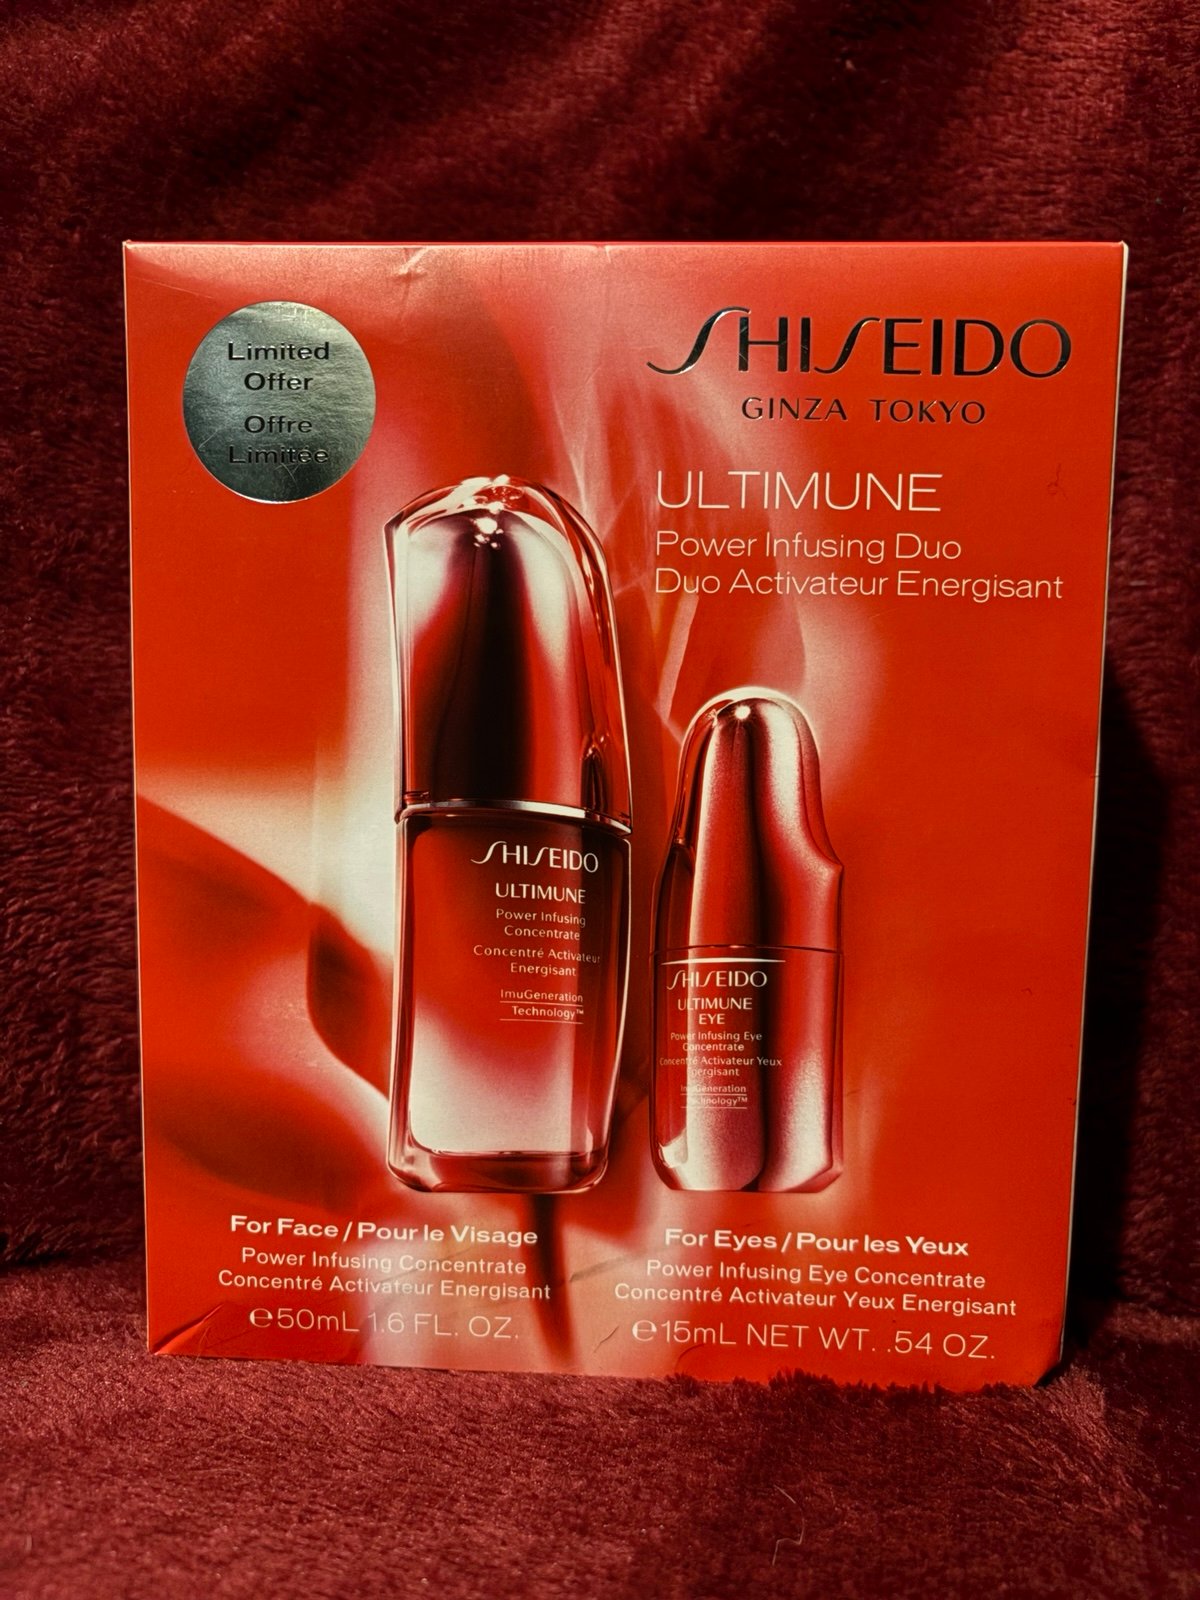 Limited
Offer
Offre
Limitée
SHISEIDO
GINZA TOKYO
ULTIMUNE
Power Infusing Duo
Duo Activateur Energisant
SHISEIDO
ULTIMUNE
Power Infusing
Concentrate
Concentré Activateur
Energisant
ImuGeneration
Technology™
SHISEIDO
ULTIMUNE
EYE
Power Infusing Eye
Concentrate
Concentré Activateur Yeux
Energisant
ImuGeneration
Technology™
For Face / Pour le Visage
Power Infusing Concentrate
Concentré Activateur Energisant
℮50mL 1.6 FL. OZ.
For Eyes / Pour les Yeux
Power Infusing Eye Concentrate
Concentré Activateur Yeux Energisant
℮15mL NET WT. .54 OZ.